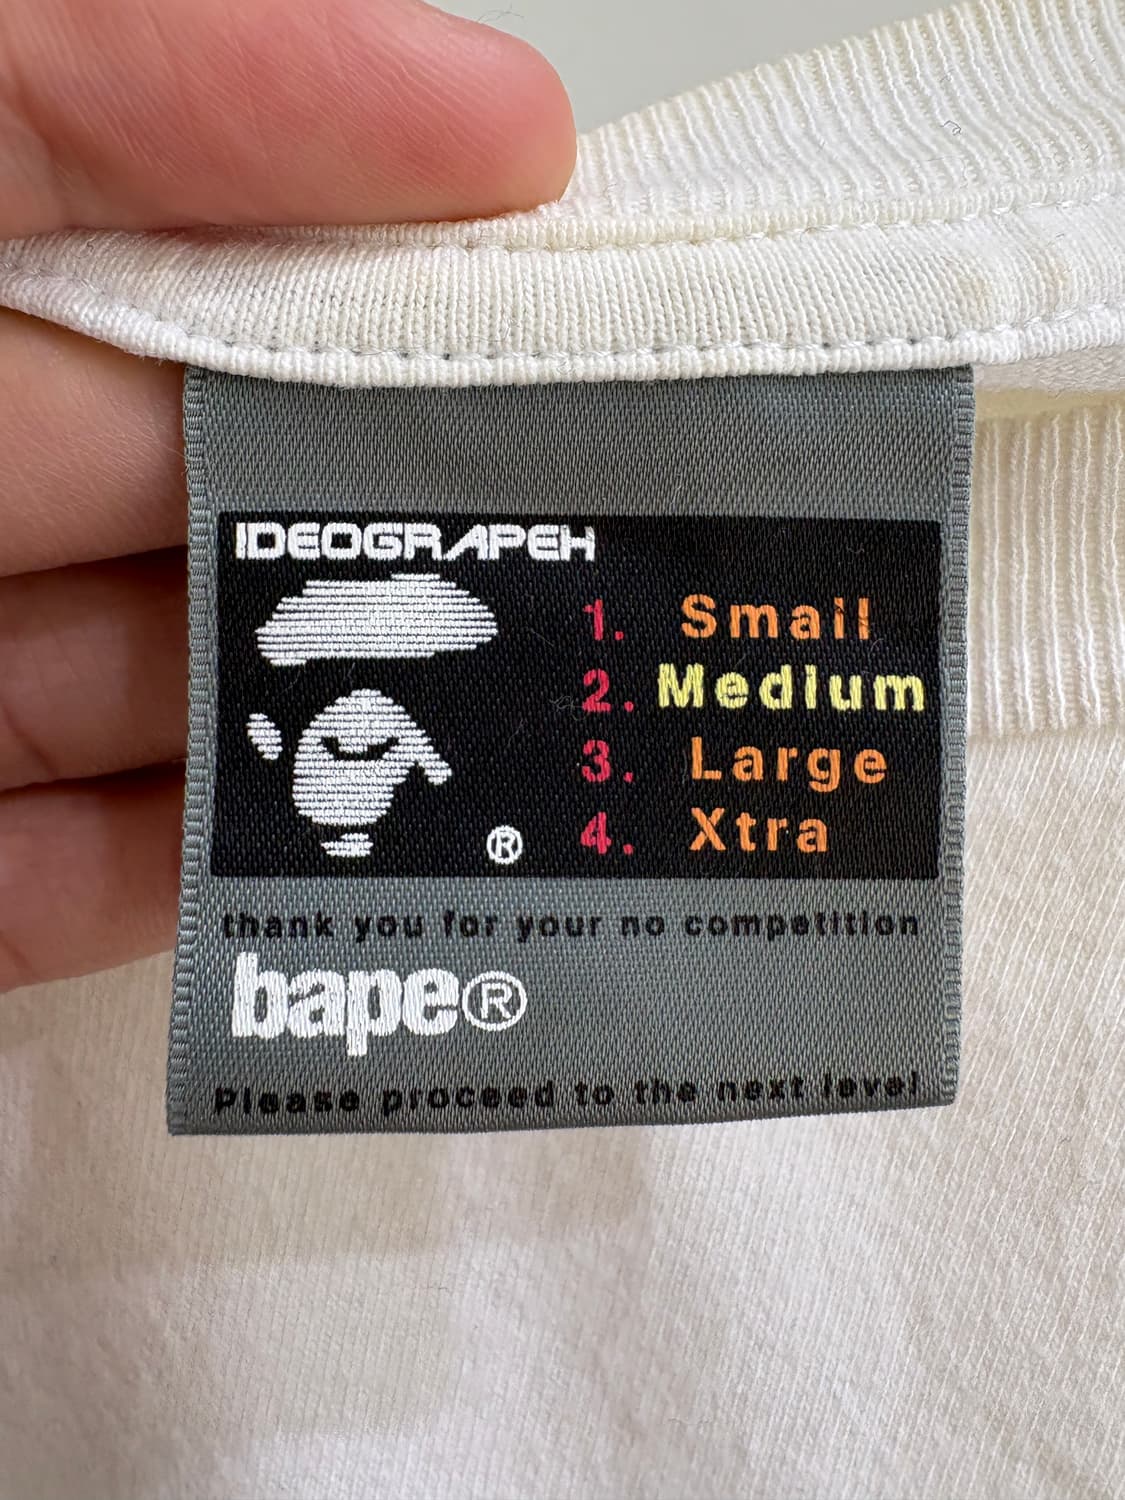 IDEOGRAPEH
1. Small
2. Medium
3. Large
4. Xtra
®
thank you for your no competition
bape®
Please proceed to the next level